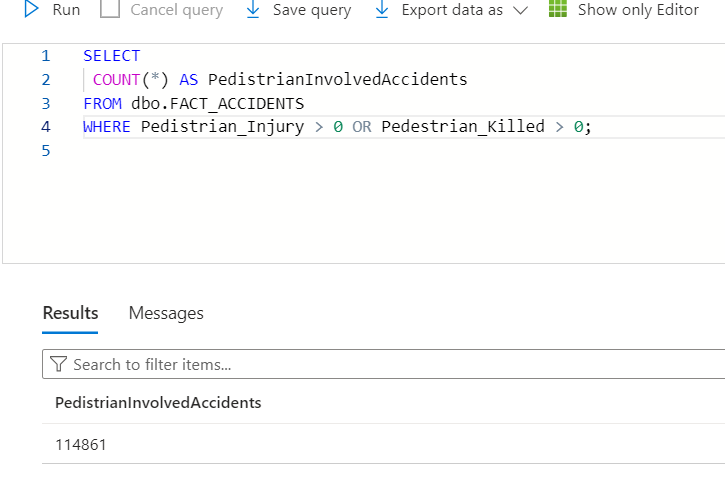 Run Cancel query Save query Export data as Show only Editor
1 SELECT
2 COUNT(*) AS PedistrianInvolvedAccidents
3 FROM dbo.FACT_ACCIDENTS
4 WHERE Pedistrian_Injury > 0 OR Pedestrian_Killed > 0;
5
Results Messages
Search to filter items...
PedistrianInvolvedAccidents
114861